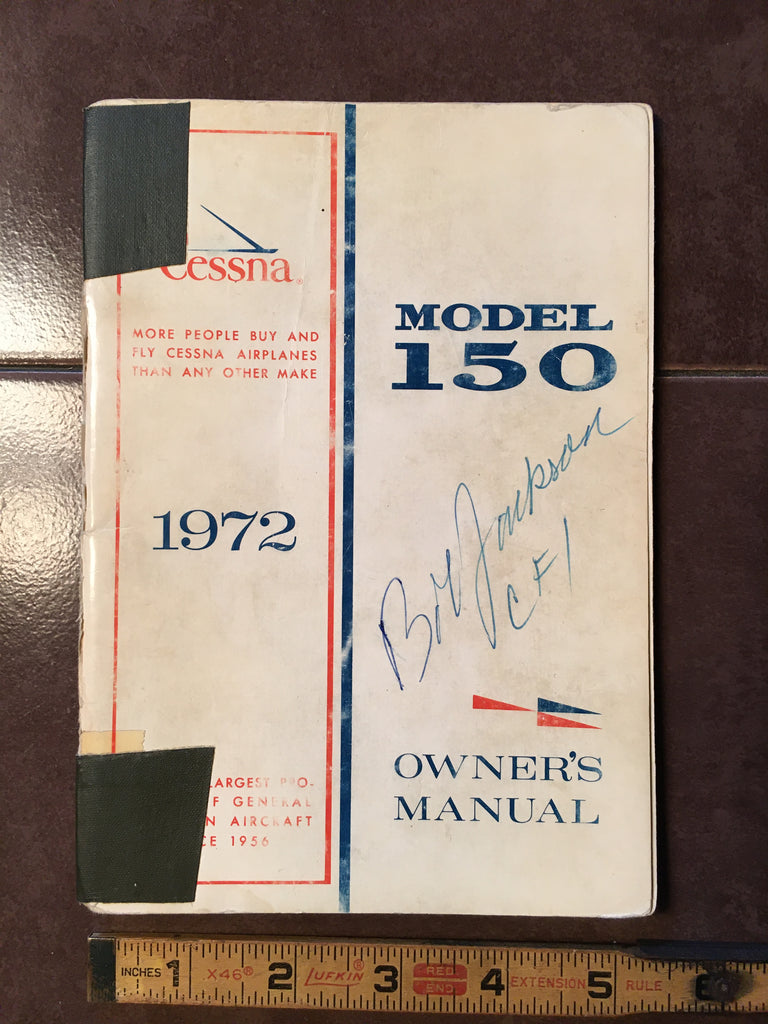 Cessna®
MORE PEOPLE BUY AND
FLY CESSNA AIRPLANES
THAN ANY OTHER MAKE
1972
LARGEST PRO-
F GENERAL
N AIRCRAFT
CE 1956
MODEL
150
Bill Jackson
CFI
OWNER'S
MANUAL
INCHES 1 X46® 2 LUFKIN® 3 RED END 4 EXTENSION 5 RULE 6